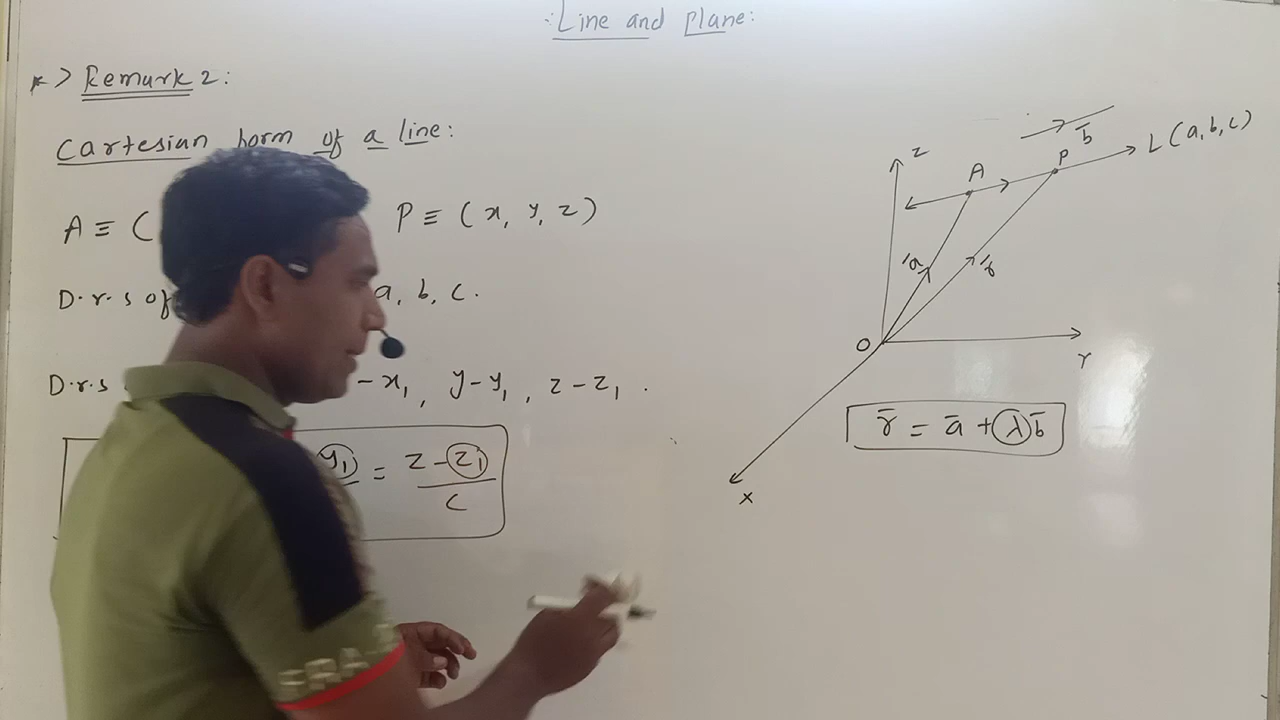 :Line and plane:
*> Remark 2:
Cartesian form of a line:
A ≡ ( P ≡ (x, y, z)
D.r.s of a, b, c.
D.r.s - x₁, y-y₁, z-z₁.
y₁ = z-z₁
c
b̄
L(a,b,c)
z
A
P
ā
r̄
O
Y
X
r̄ = ā + λb̄